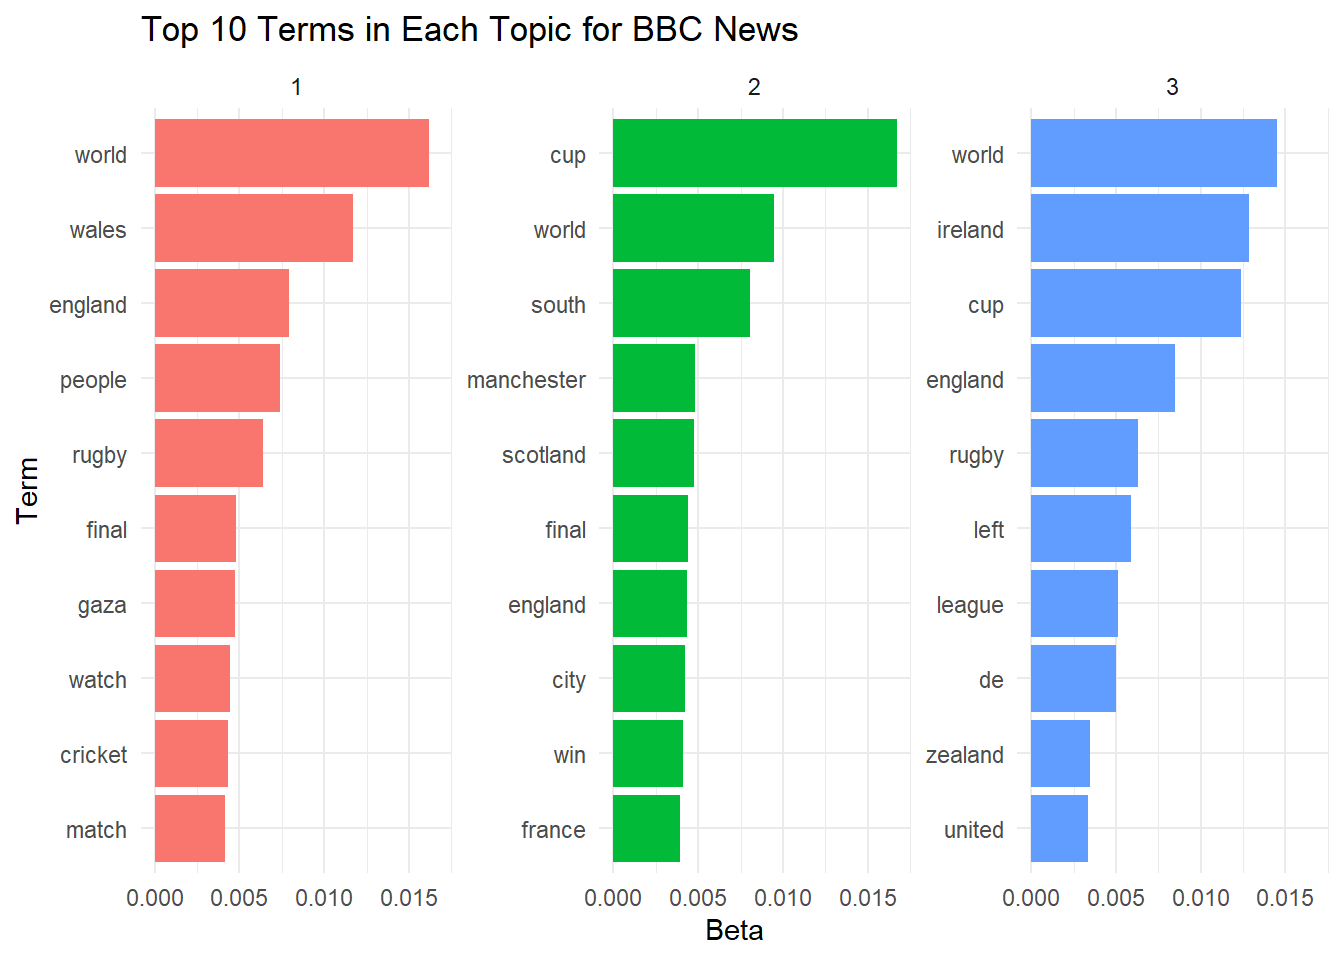 Top 10 Terms in Each Topic for BBC News
1
2
3
Term
world
wales
england
people
rugby
final
gaza
watch
cricket
match
cup
world
south
manchester
scotland
final
england
city
win
france
world
ireland
cup
england
rugby
left
league
de
zealand
united
0.000 0.005 0.010 0.015
0.000 0.005 0.010 0.015
0.000 0.005 0.010 0.015
Beta